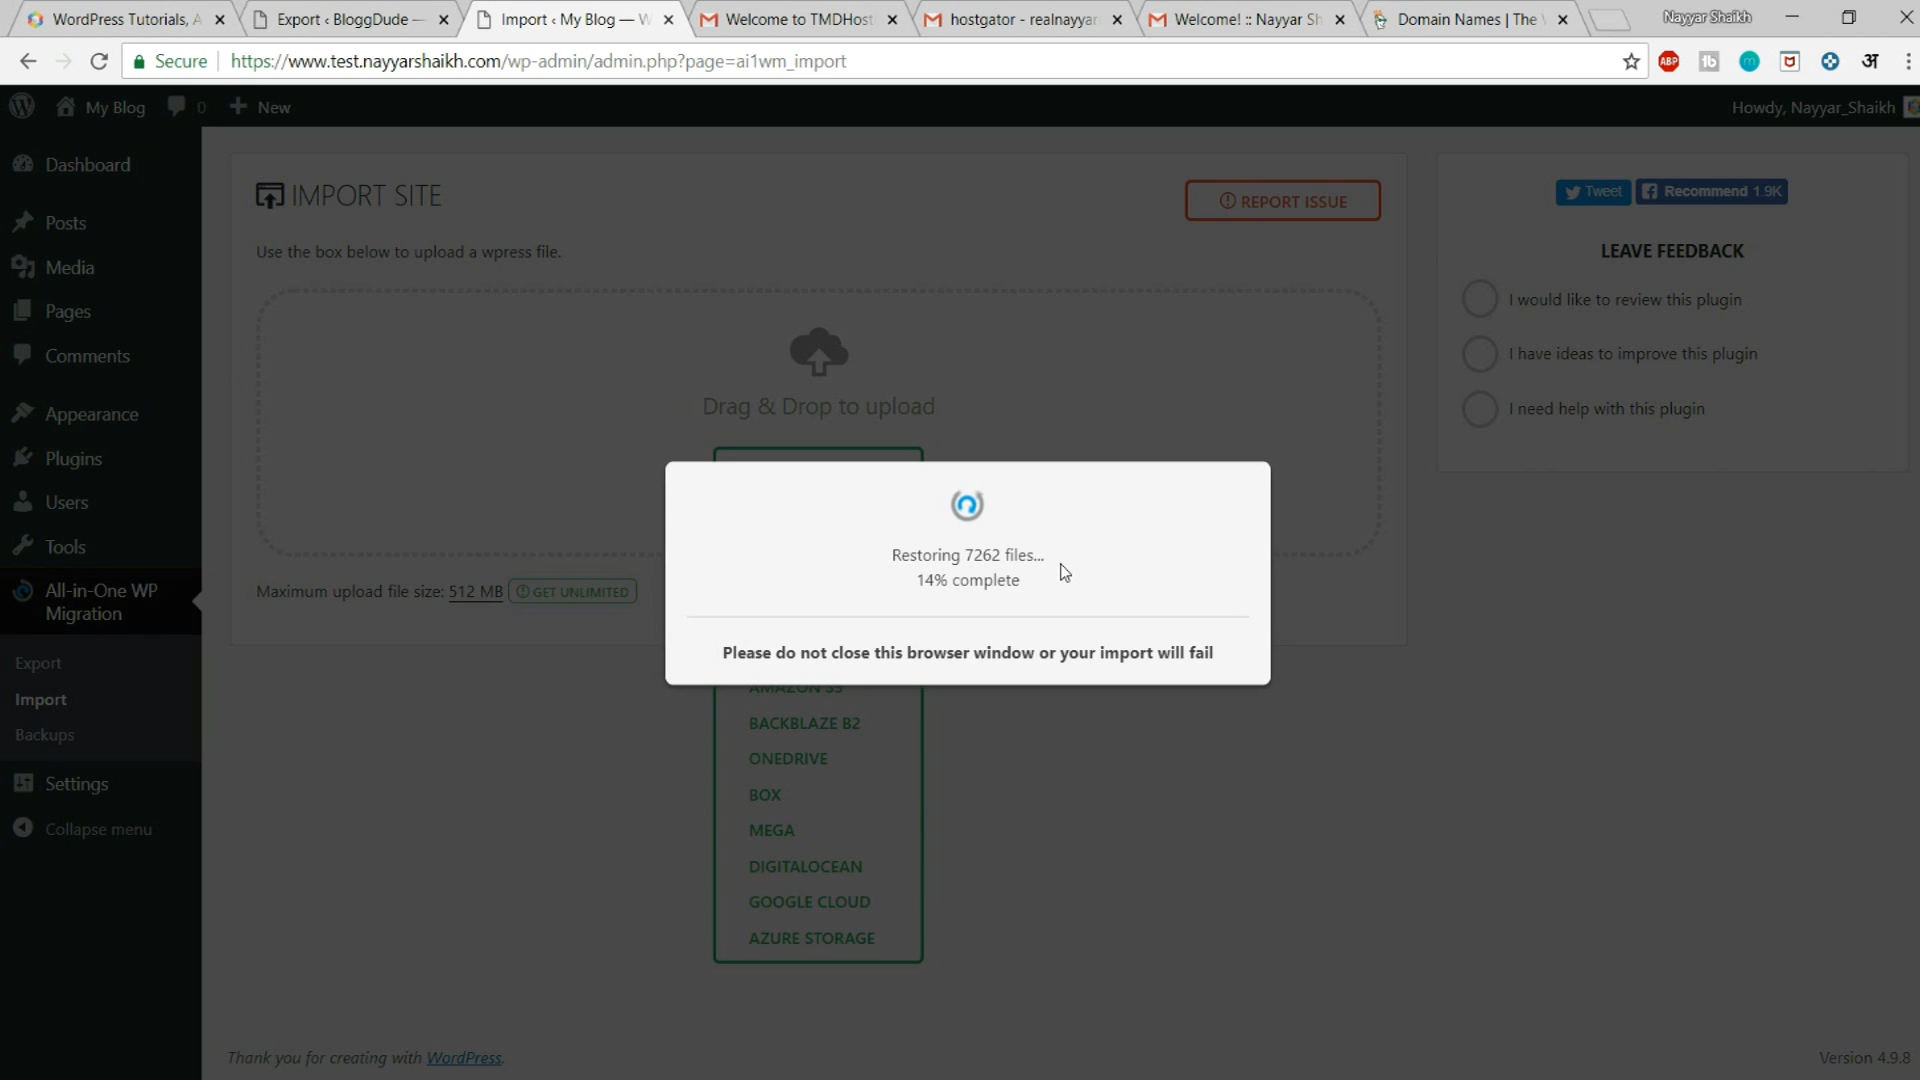 WordPress Tutorials, A
Export ‹ BloggDude —
Import ‹ My Blog — W
Welcome to TMDHost
hostgator - realnayyar
Welcome! :: Nayyar Sh
Domain Names | The
Nayyar Shaikh
Secure
https://www.test.nayyarshaikh.com/wp-admin/admin.php?page=ai1wm_import
ABP
My Blog
0
New
Howdy, Nayyar_Shaikh
Dashboard
Posts
Media
Pages
Comments
Appearance
Plugins
Users
Tools
All-in-One WP
Migration
Export
Import
Backups
Settings
Collapse menu
IMPORT SITE
REPORT ISSUE
Use the box below to upload a wpress file.
Drag & Drop to upload
Restoring 7262 files...
14% complete
Please do not close this browser window or your import will fail
Maximum upload file size: 512 MB
GET UNLIMITED
AMAZON S3
BACKBLAZE B2
ONEDRIVE
BOX
MEGA
DIGITALOCEAN
GOOGLE CLOUD
AZURE STORAGE
Tweet
Recommend 1.9K
LEAVE FEEDBACK
I would like to review this plugin
I have ideas to improve this plugin
I need help with this plugin
Thank you for creating with WordPress.
Version 4.9.8